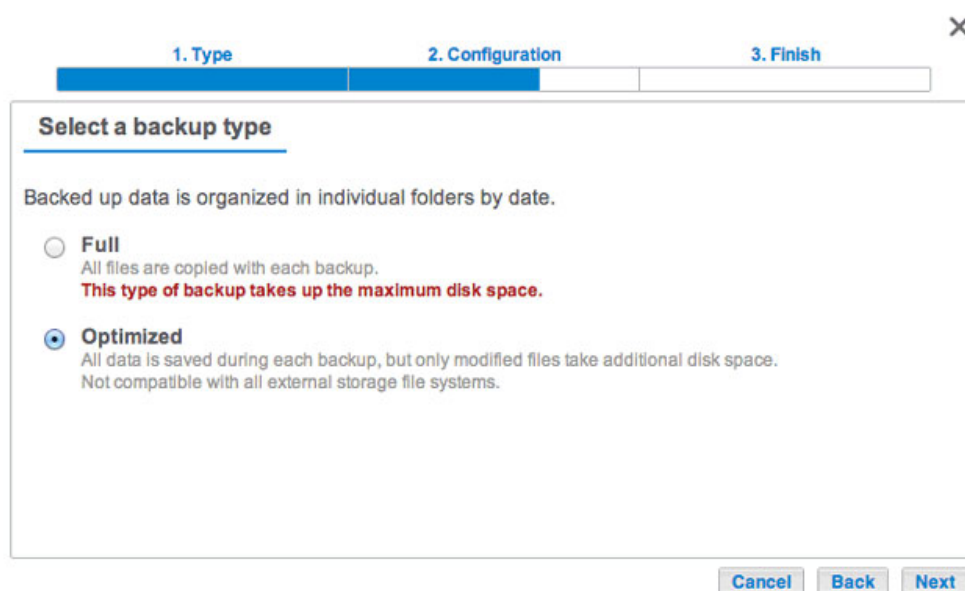 1. Type 2. Configuration 3. Finish
Select a backup type
Backed up data is organized in individual folders by date.
Full
All files are copied with each backup.
This type of backup takes up the maximum disk space.
Optimized
All data is saved during each backup, but only modified files take additional disk space.
Not compatible with all external storage file systems.
Cancel Back Next